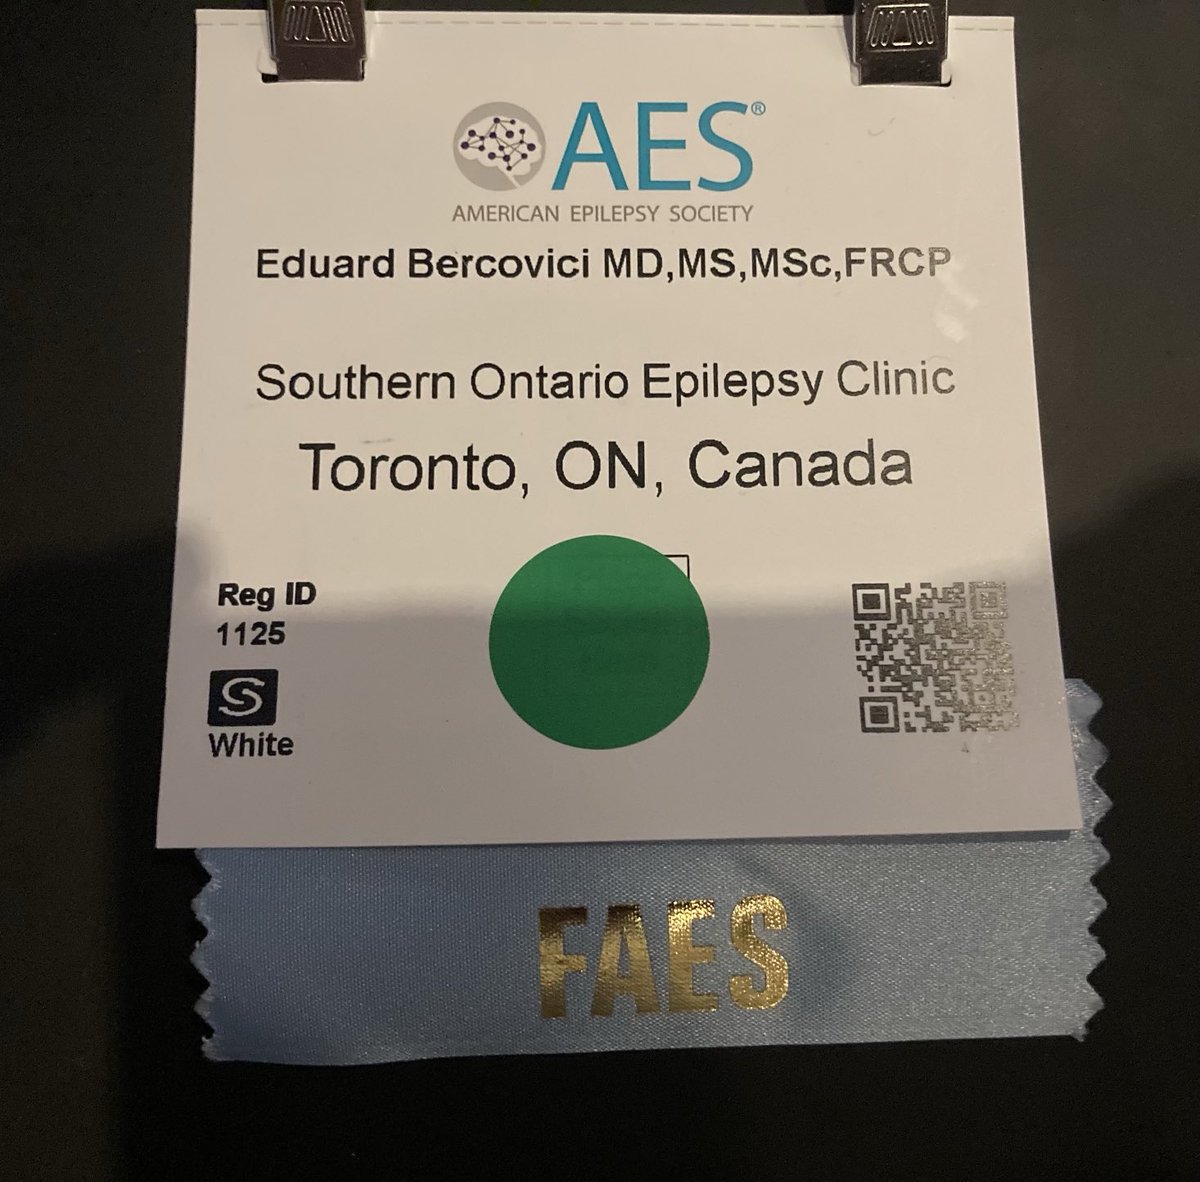 AES®
AMERICAN EPILEPSY SOCIETY
Eduard Bercovici MD,MS,MSc,FRCP
Southern Ontario Epilepsy Clinic
Toronto, ON, Canada
Reg ID
1125
S
White
FAES